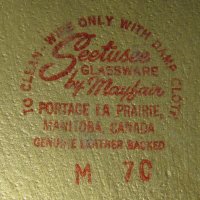 TO CLEAN, WIPE ONLY WITH DAMP CLOTH
Seetusee
GLASSWARE
by Mayfair
PORTAGE LA PRAIRIE,
MANITOBA, CANADA
GENUINE LEATHER BACKED
M 7C